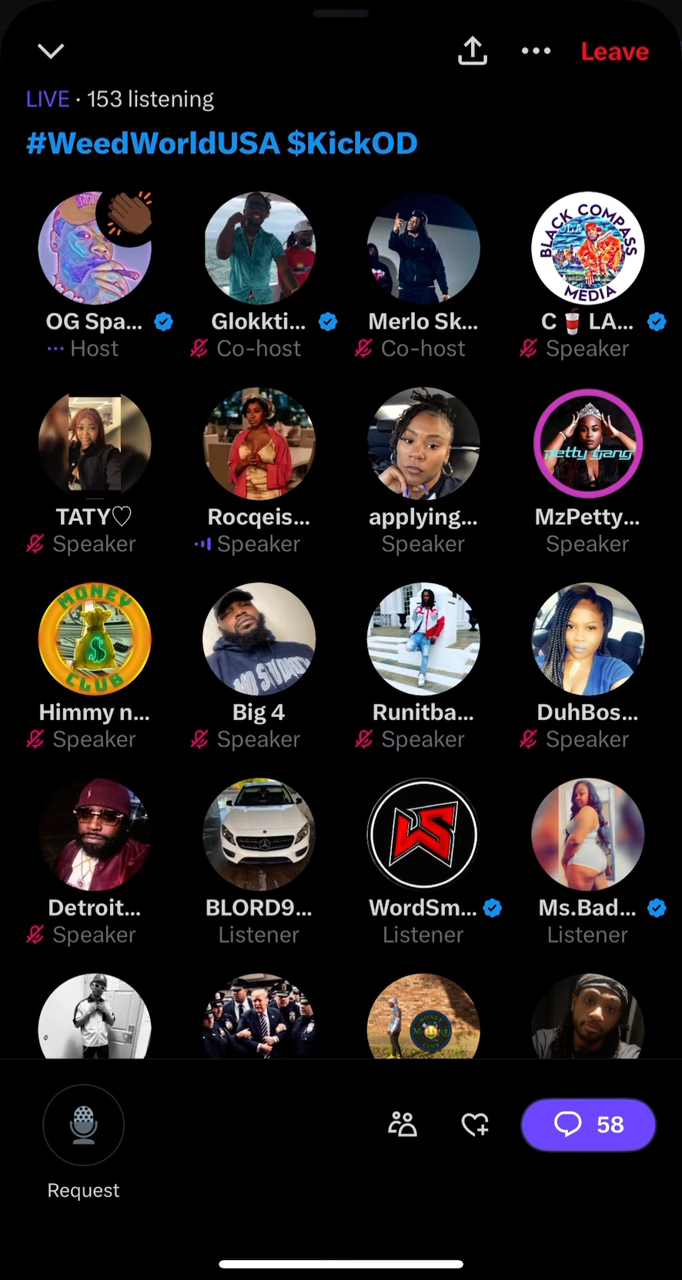 Leave
LIVE · 153 listening
#WeedWorldUSA $KickOD
OG Spa... Glokkti... Merlo Sk... C 🥤 LA...
Host Co-host Co-host Speaker
BLACK COMPASS
MEDIA
TATY♡ Rocqeis... applying... MzPetty...
Speaker Speaker Speaker Speaker
petty gang
MONEY
CLUB
Himmy n... Big 4 Runitba... DuhBos...
Speaker Speaker Speaker Speaker
WS
Detroit... BLORD9... WordSm... Ms.Bad...
Speaker Listener Listener Listener
58
Request